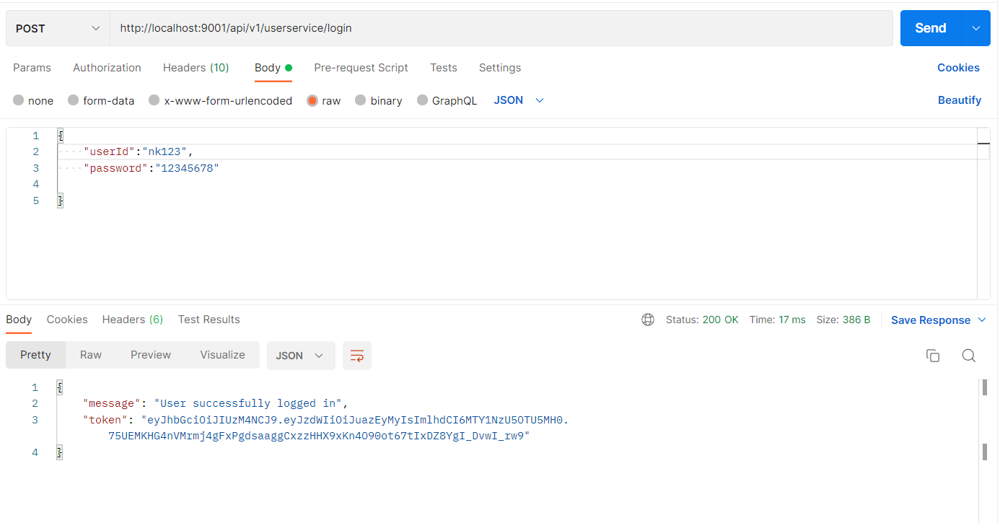 POST http://localhost:9001/api/v1/userservice/login Send
Params Authorization Headers (10) Body Pre-request Script Tests Settings Cookies
none form-data x-www-form-urlencoded raw binary GraphQL JSON Beautify
1 {
2 "userId":"nk123",
3 "password":"12345678"
4
5 }
Body Cookies Headers (6) Test Results Status: 200 OK Time: 17 ms Size: 386 B Save Response
Pretty Raw Preview Visualize JSON
1 {
2 "message": "User successfully logged in",
3 "token": "eyJhbGciOiJIUzM4NCJ9.eyJzdWIiOiJuazEyMyIsImlhdCI6MTY1NzU5OTU5MH0.
75UEMKHG4nVMrmj4gFxPgdsaaggCxzzHHX9xKn4O90ot67tIxDZ8YgI_DvwI_rw9"
4 }